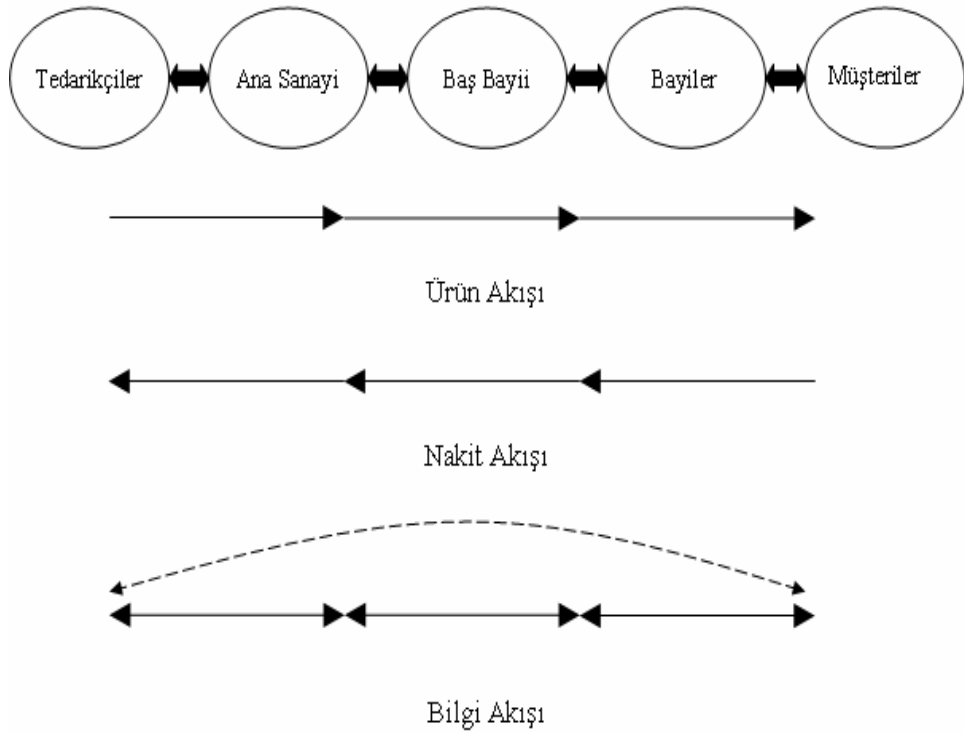 Tedarikçiler Ana Sanayi Baş Bayii Bayiler Müşteriler
Ürün Akışı
Nakit Akışı
Bilgi Akışı